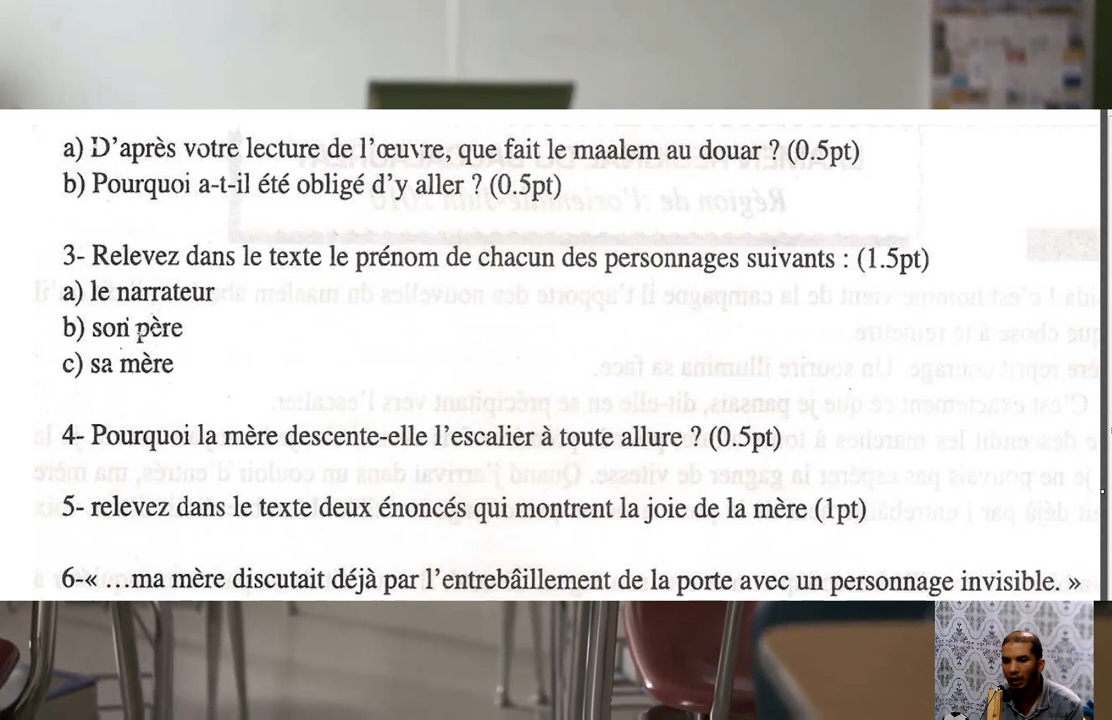 a) D'après votre lecture de l'œuvre, que fait le maalem au douar ? (0.5pt)
b) Pourquoi a-t-il été obligé d'y aller ? (0.5pt)
3- Relevez dans le texte le prénom de chacun des personnages suivants : (1.5pt)
a) le narrateur
b) son père
c) sa mère
4- Pourquoi la mère descente-elle l'escalier à toute allure ? (0.5pt)
5- relevez dans le texte deux énoncés qui montrent la joie de la mère (1pt)
6-« …ma mère discutait déjà par l'entrebâillement de la porte avec un personnage invisible. »